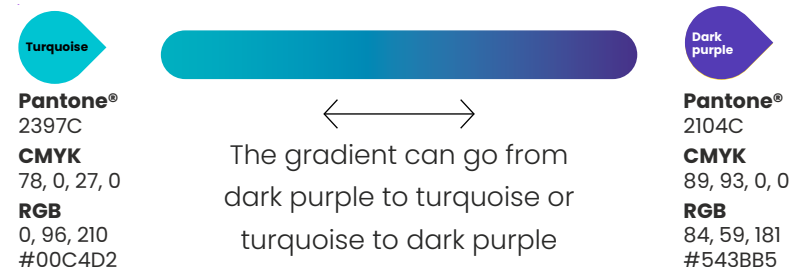 Turquoise
Pantone®
2397C
CMYK
78, 0, 27, 0
RGB
0, 96, 210
#00C4D2
The gradient can go from
dark purple to turquoise or
turquoise to dark purple
Dark
purple
Pantone®
2104C
CMYK
89, 93, 0, 0
RGB
84, 59, 181
#543BB5